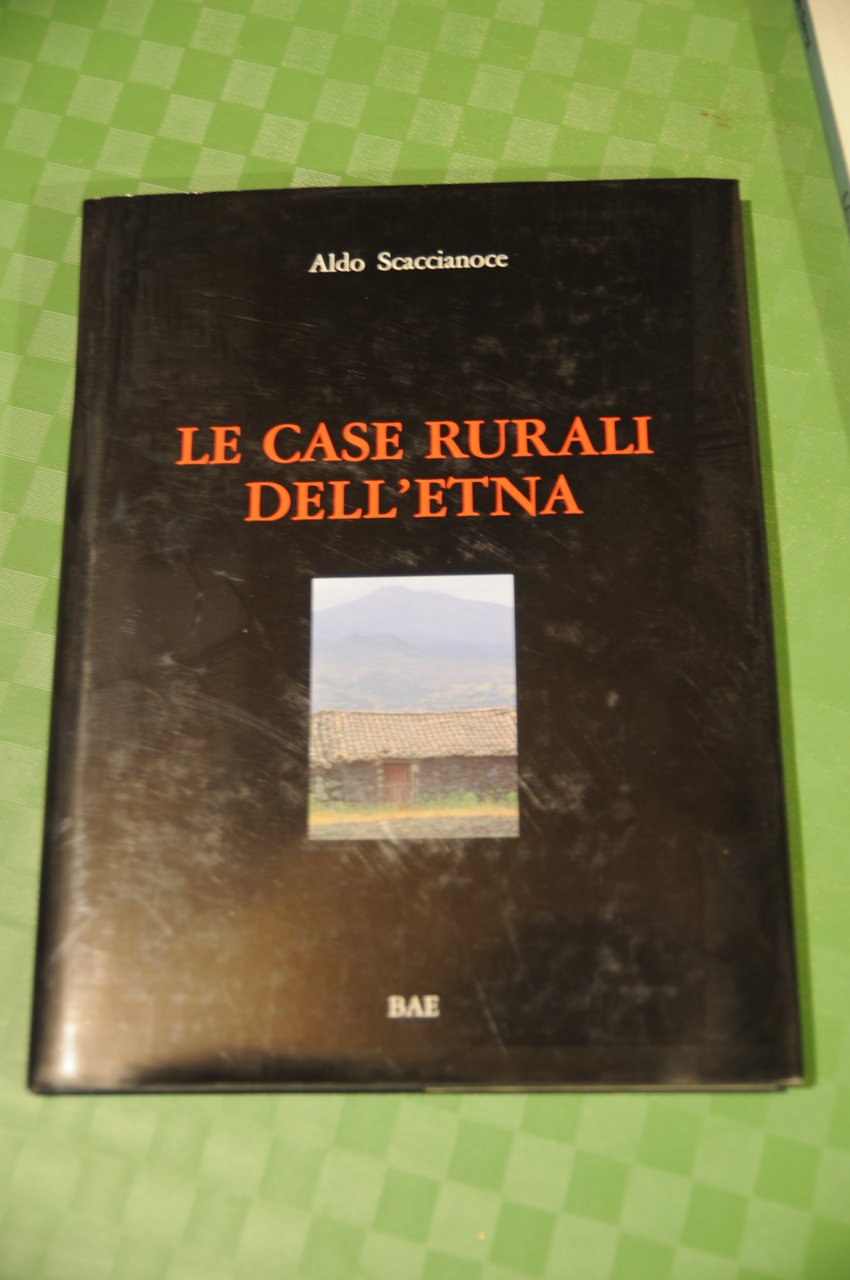 Aldo Scaccianoce
LE CASE RURALI
DELL'ETNA
BAE